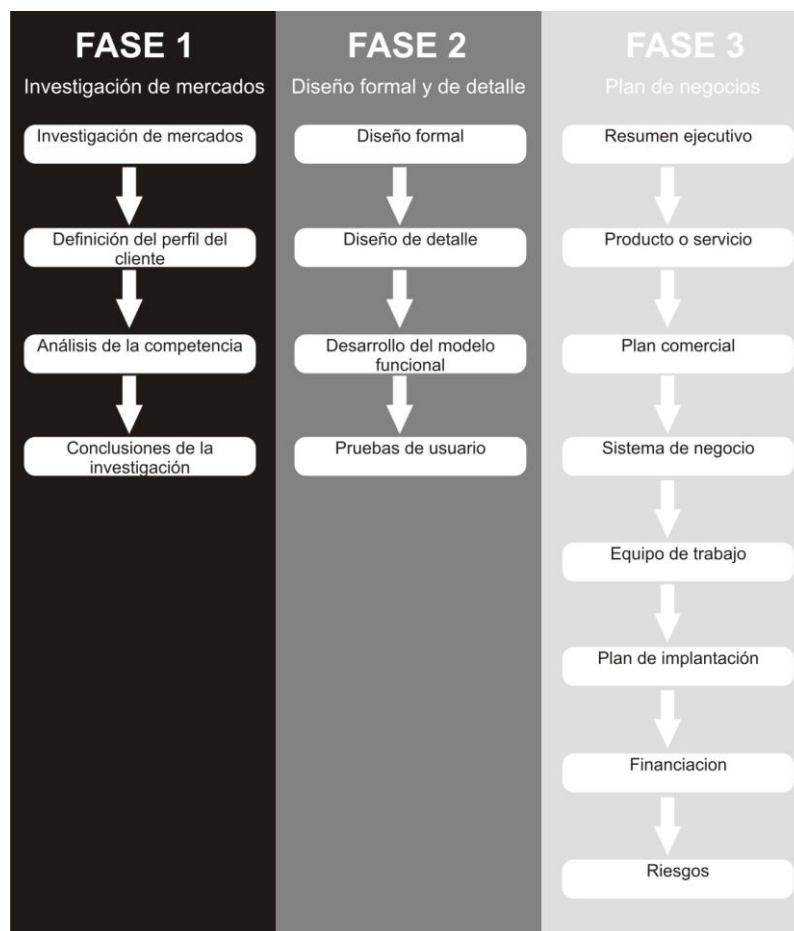 FASE 1
Investigación de mercados
Investigación de mercados
Definición del perfil del
cliente
Análisis de la competencia
Conclusiones de la
investigación
FASE 2
Diseño formal y de detalle
Diseño formal
Diseño de detalle
Desarrollo del modelo
funcional
Pruebas de usuario
FASE 3
Plan de negocios
Resumen ejecutivo
Producto o servicio
Plan comercial
Sistema de negocio
Equipo de trabajo
Plan de implantación
Financiacion
Riesgos